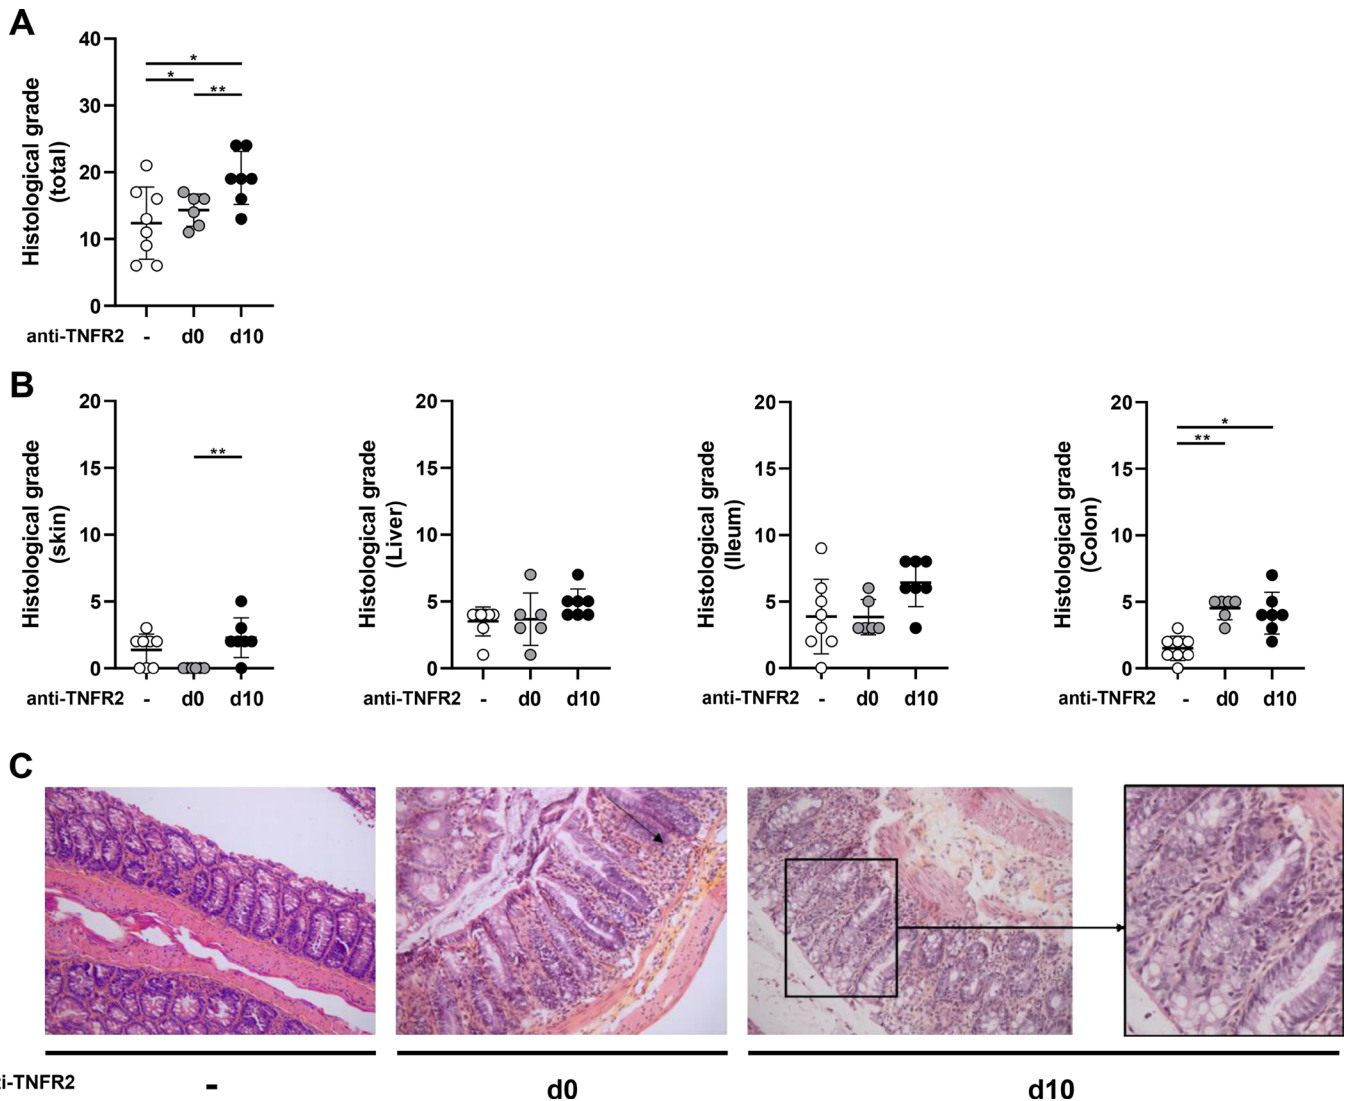 A
Histological grade
(total)
40
30
20
10
0
*
*
**
anti-TNFR2 - d0 d10
B
Histological grade
(skin)
20
15
10
5
0
**
anti-TNFR2 - d0 d10
Histological grade
(Liver)
20
15
10
5
0
anti-TNFR2 - d0 d10
Histological grade
(Ileum)
20
15
10
5
0
anti-TNFR2 - d0 d10
Histological grade
(Colon)
20
15
10
5
0
*
**
anti-TNFR2 - d0 d10
C
ti-TNFR2 - d0 d10